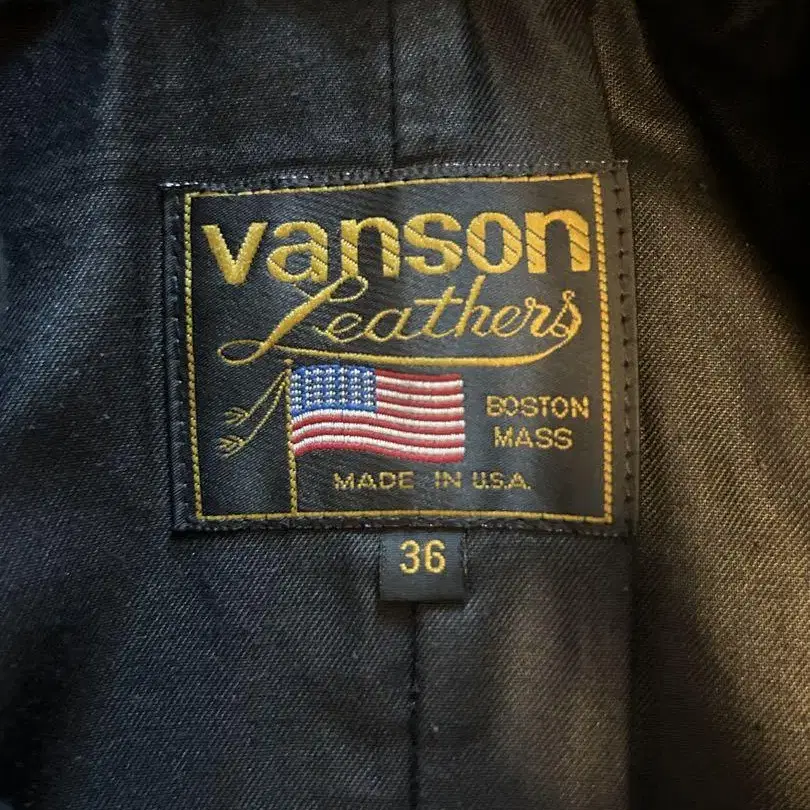 vanson
Leathers
BOSTON
MASS
MADE IN U.S.A.
36